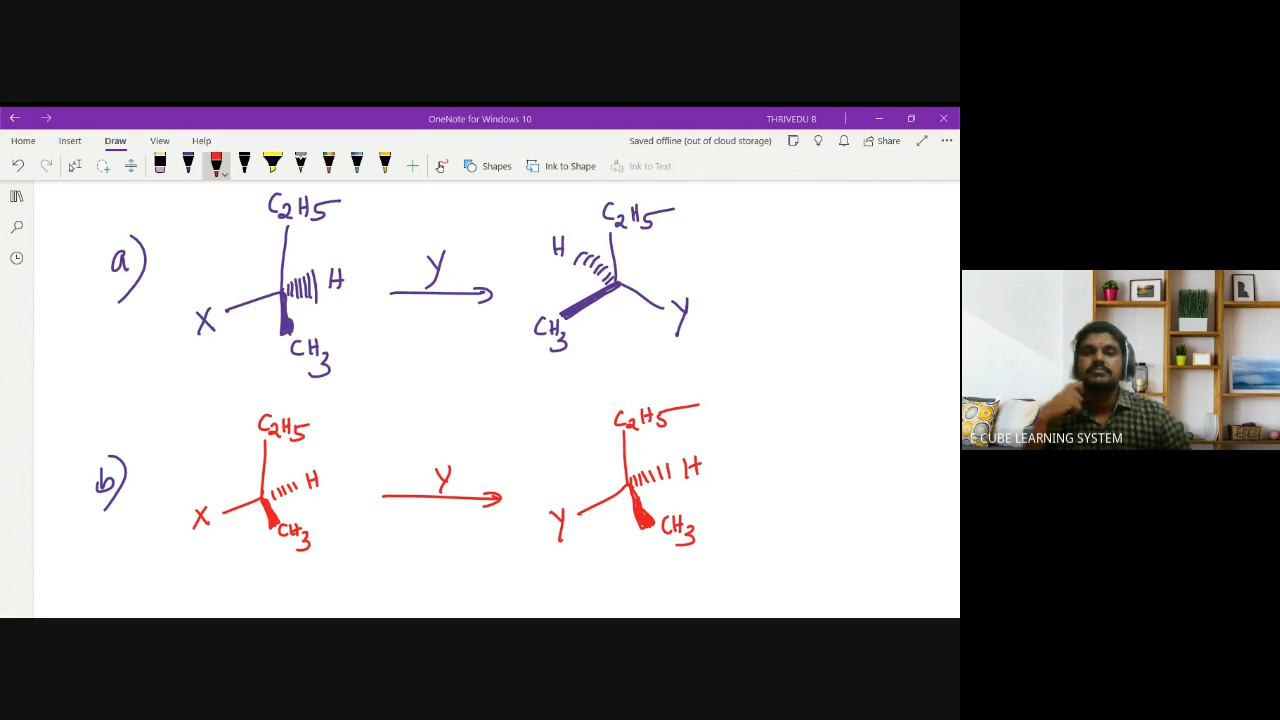 OneNote for Windows 10
THRIVEDU B
Home Insert Draw View Help
Saved offline (out of cloud storage)
Share
Shapes
Ink to Shape
Ink to Text
a)
C2H5
H
X
CH3
Y
C2H5
H
CH3
Y
b)
C2H5
H
X
CH3
Y
C2H5
H
Y
CH3
E CUBE LEARNING SYSTEM